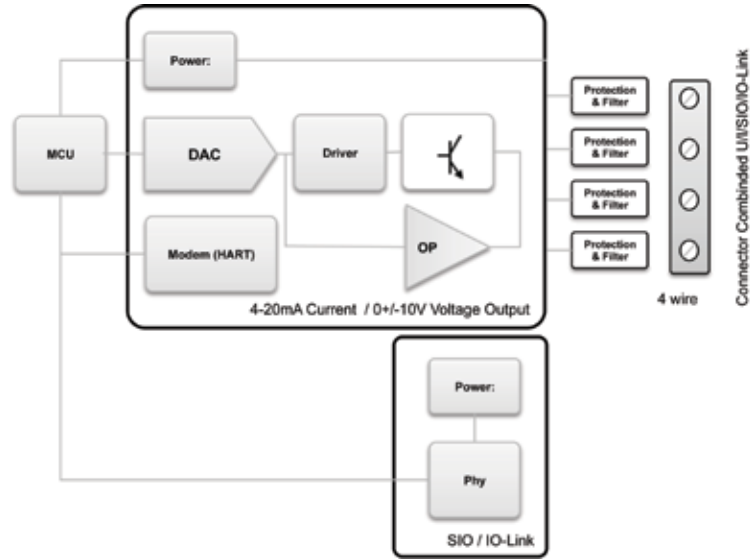 Power:
MCU
DAC
Driver
Modem (HART)
OP
4-20mA Current / 0+/-10V Voltage Output
Protection
& Filter
Protection
& Filter
Protection
& Filter
Protection
& Filter
4 wire
Connector Combinded U/I/SIO/IO-Link
Power:
Phy
SIO / IO-Link